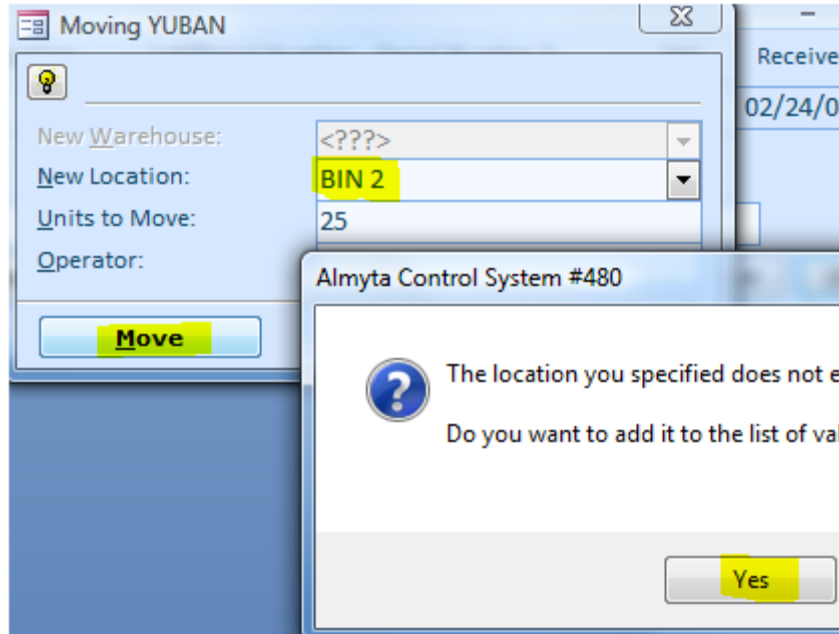 Moving YUBAN
Receive
02/24/0
New Warehouse: <???>
New Location: BIN 2
Units to Move: 25
Operator:
Move
Almyta Control System #480
The location you specified does not e
Do you want to add it to the list of val
Yes